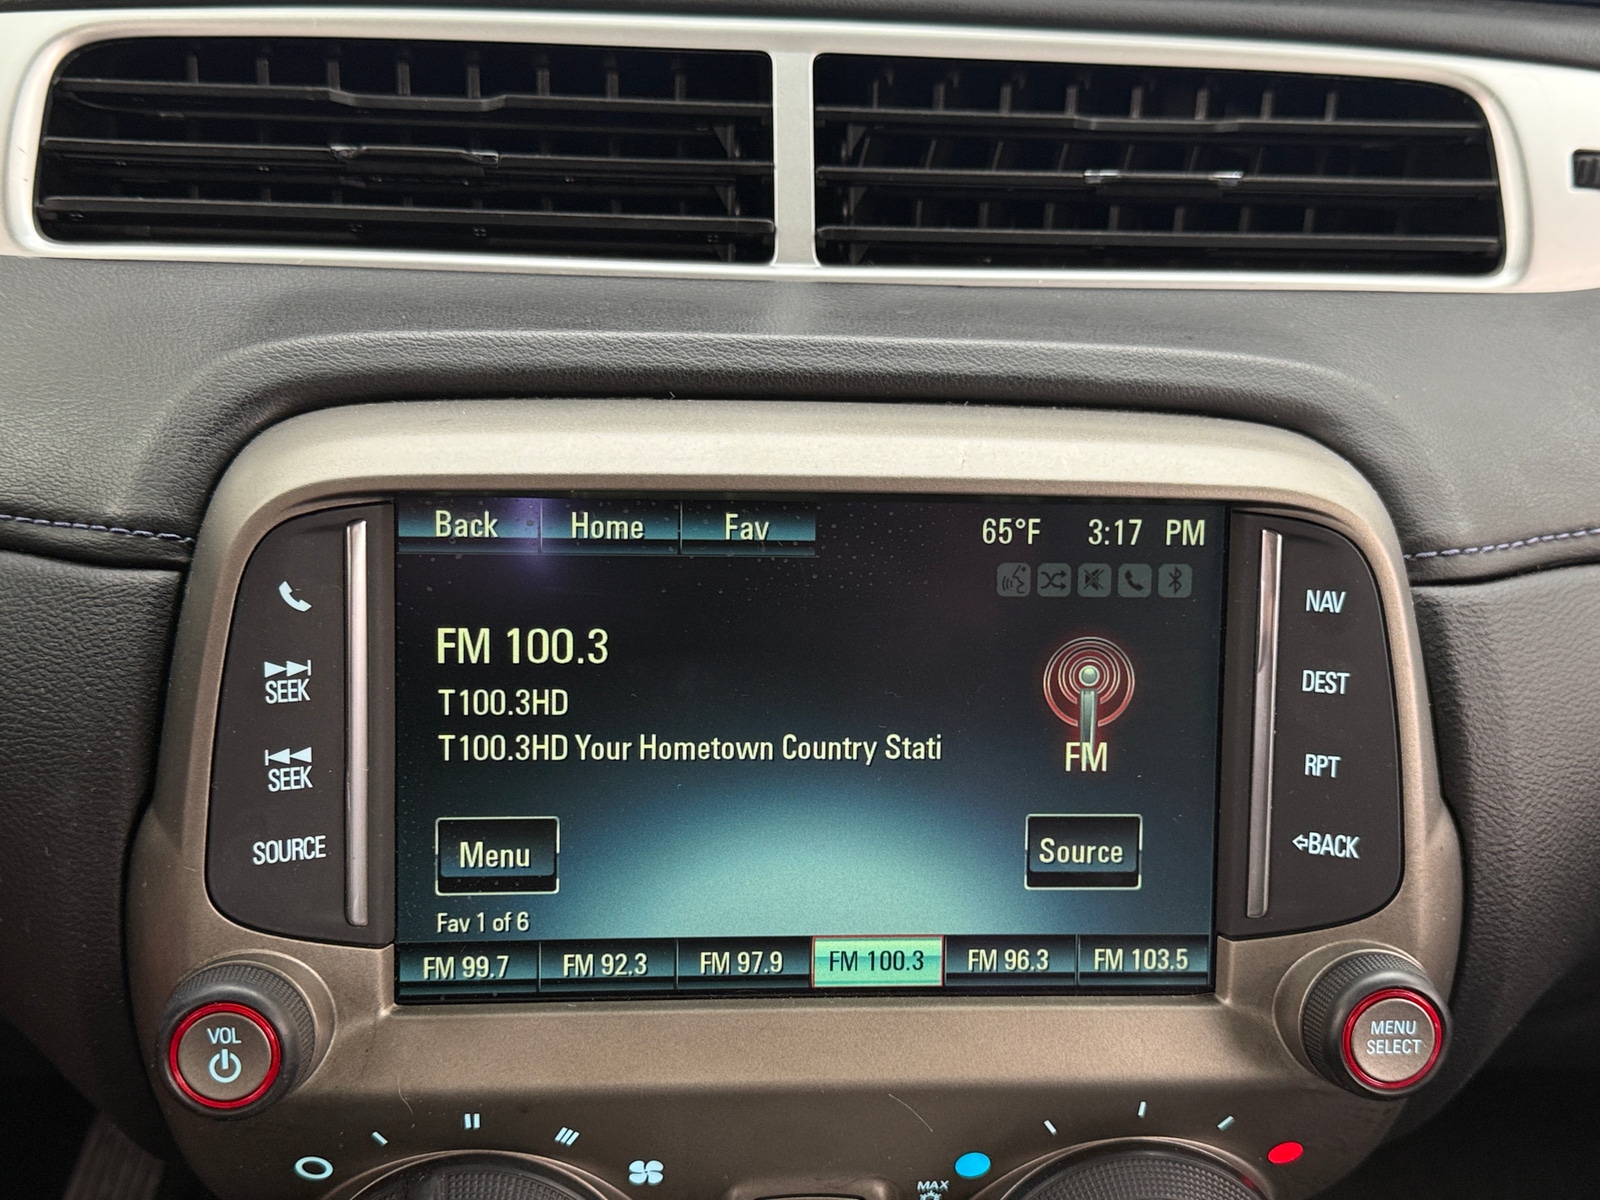 Back Home Fav 65°F 3:17 PM
FM 100.3
T100.3HD
T100.3HD Your Hometown Country Stati
FM
Menu
Source
Fav 1 of 6
FM 99.7 FM 92.3 FM 97.9 FM 100.3 FM 96.3 FM 103.5
SEEK
SEEK
SOURCE
NAV
DEST
RPT
BACK
VOL
MENU
SELECT
MAX